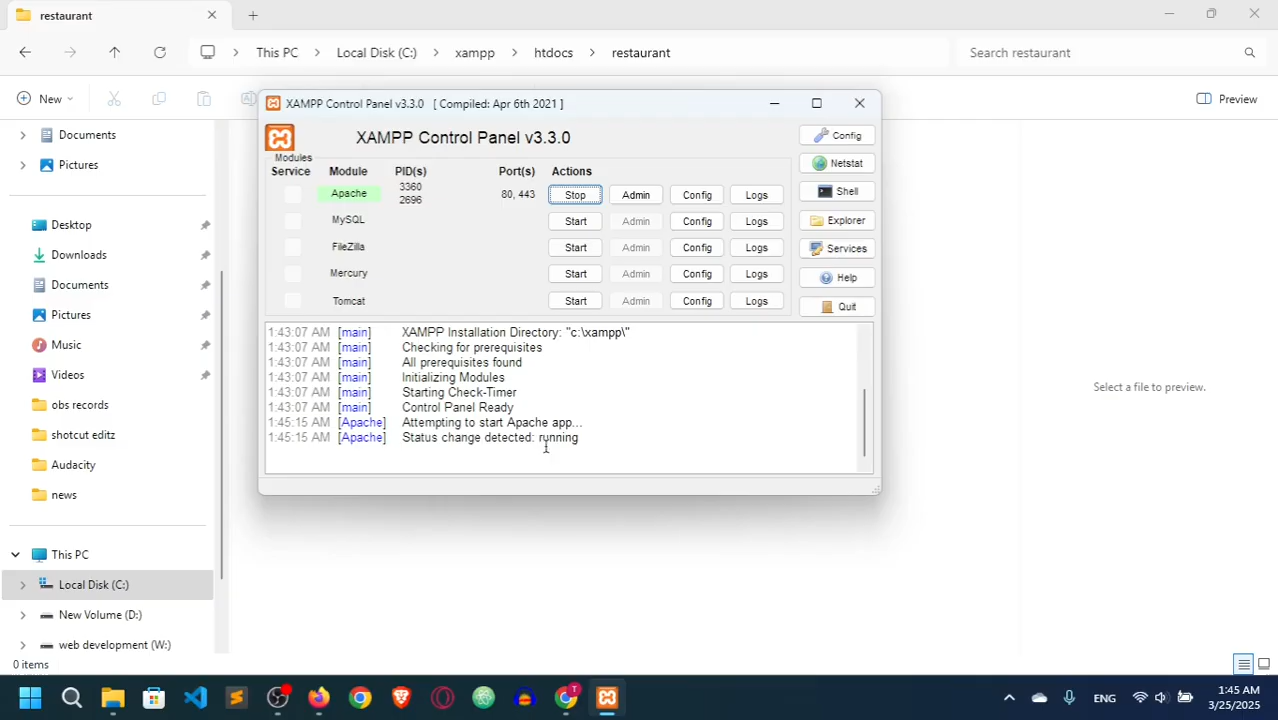 restaurant
This PC > Local Disk (C:) > xampp > htdocs > restaurant
Search restaurant
New
Preview
XAMPP Control Panel v3.3.0 [ Compiled: Apr 6th 2021 ]
XAMPP Control Panel v3.3.0
Config
Modules
Service Module PID(s) Port(s) Actions
Netstat
Apache 3360 2696 80, 443 Stop Admin Config Logs
Shell
MySQL Start Admin Config Logs
Explorer
FileZilla Start Admin Config Logs
Services
Mercury Start Admin Config Logs
Help
Tomcat Start Admin Config Logs
Quit
1:43:07 AM [main] XAMPP Installation Directory: "c:\xampp\"
1:43:07 AM [main] Checking for prerequisites
1:43:07 AM [main] All prerequisites found
1:43:07 AM [main] Initializing Modules
1:43:07 AM [main] Starting Check-Timer
1:43:07 AM [main] Control Panel Ready
1:45:15 AM [Apache] Attempting to start Apache app...
1:45:15 AM [Apache] Status change detected: running
Documents
Pictures
Desktop
Downloads
Documents
Pictures
Music
Videos
obs records
shotcut editz
Audacity
news
This PC
Local Disk (C:)
New Volume (D:)
web development (W:)
Select a file to preview.
0 items
ENG
1:45 AM
3/25/2025